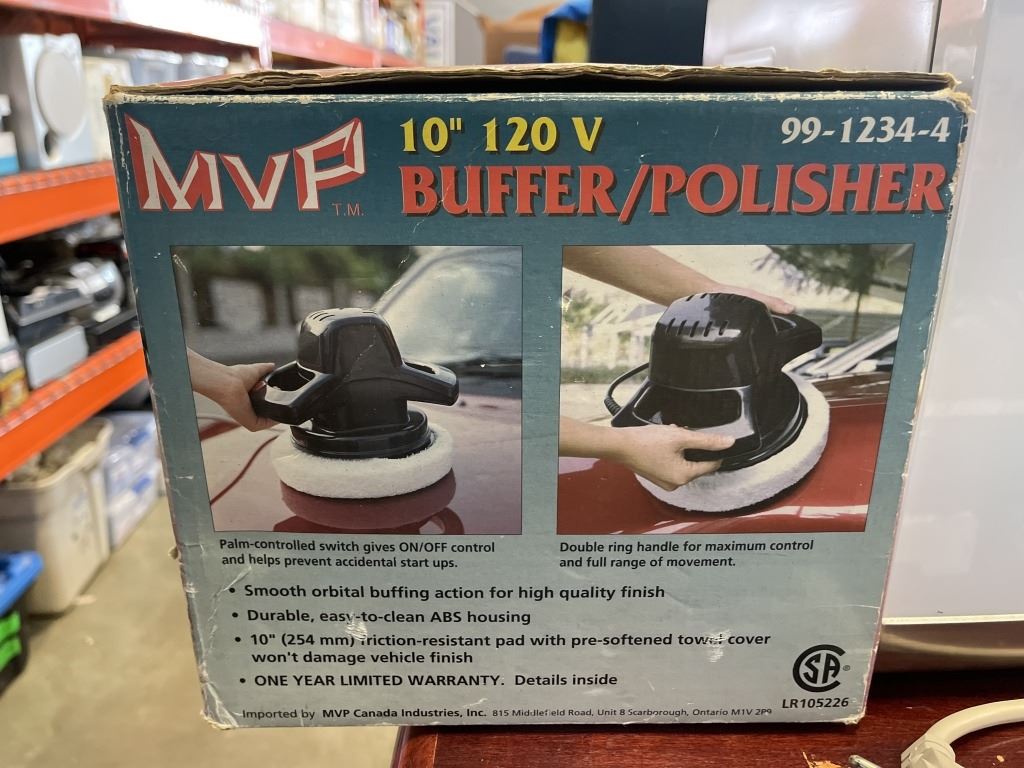 MVP T.M.
10" 120 V
99-1234-4
BUFFER/POLISHER
Palm-controlled switch gives ON/OFF control
and helps prevent accidental start ups.
Double ring handle for maximum control
and full range of movement.
• Smooth orbital buffing action for high quality finish
• Durable, easy-to-clean ABS housing
• 10" (254 mm) friction-resistant pad with pre-softened towel cover
won't damage vehicle finish
• ONE YEAR LIMITED WARRANTY. Details inside
SA ®
LR105226
Imported by MVP Canada Industries, Inc. 815 Middlefield Road, Unit 8 Scarborough, Ontario M1V 2P9